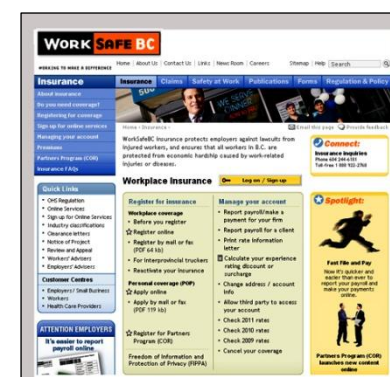 WORK SAFE BC
WORKING TO MAKE A DIFFERENCE
Home | About Us | Contact Us | Links | News Room | Careers
Sitemap | Help
Search
Insurance
Insurance
Claims
Safety at Work
Publications
Forms
Regulation & Policy
About insurance
Do you need coverage?
Registering for coverage
Sign up for online services
Managing your account
Premiums
Partners Program (COR)
Insurance FAQs
WE SERVE
DINNER
Home > Insurance >
Email this page
Provide feedback
WorkSafeBC insurance protects employers against lawsuits from
injured workers, and ensures that all workers in B.C. are
protected from economic hardship caused by work-related
injuries or diseases.
Connect:
Insurance Inquiries
Phone 604 244-6181
Toll-Free 1 888 922-2768
Workplace Insurance
Log on / Sign up
Quick Links
OHS Regulation
Online Services
Sign up for Online Services
Industry classifications
Clearance letters
Notice of Project
Review and Appeal
Workers' Advisers
Employers' Advisers
Customer Centres
Employers/ Small Business
Workers
Health Care Providers
ATTENTION EMPLOYERS
It's easier to report
payroll online
Register for insurance
Workplace coverage
Before you register
Register online
Register by mail or fax
(PDF 64 kb)
For interprovincial truckers
Reactivate your insurance
Personal coverage (POP)
Apply online
Apply by mail or fax
(PDF 119 kb)
Register for Partners
Program (COR)
Freedom of Information and
Protection of Privacy (FIPPA)
Manage your account
Report payroll/make a
payment for your firm
Report payroll for a client
Print rate information
letter
Calculate your experience
rating discount or
surcharge
Change address / account
info
Allow third party to access
your account
Check 2011 rates
Check 2010 rates
Check 2009 rates
Cancel your coverage
Spotlight:
Fast File and Pay
Now it's quicker and
easier than ever to
report your payroll and
make your payments
online.
Partners Program (COR)
launches new content
online